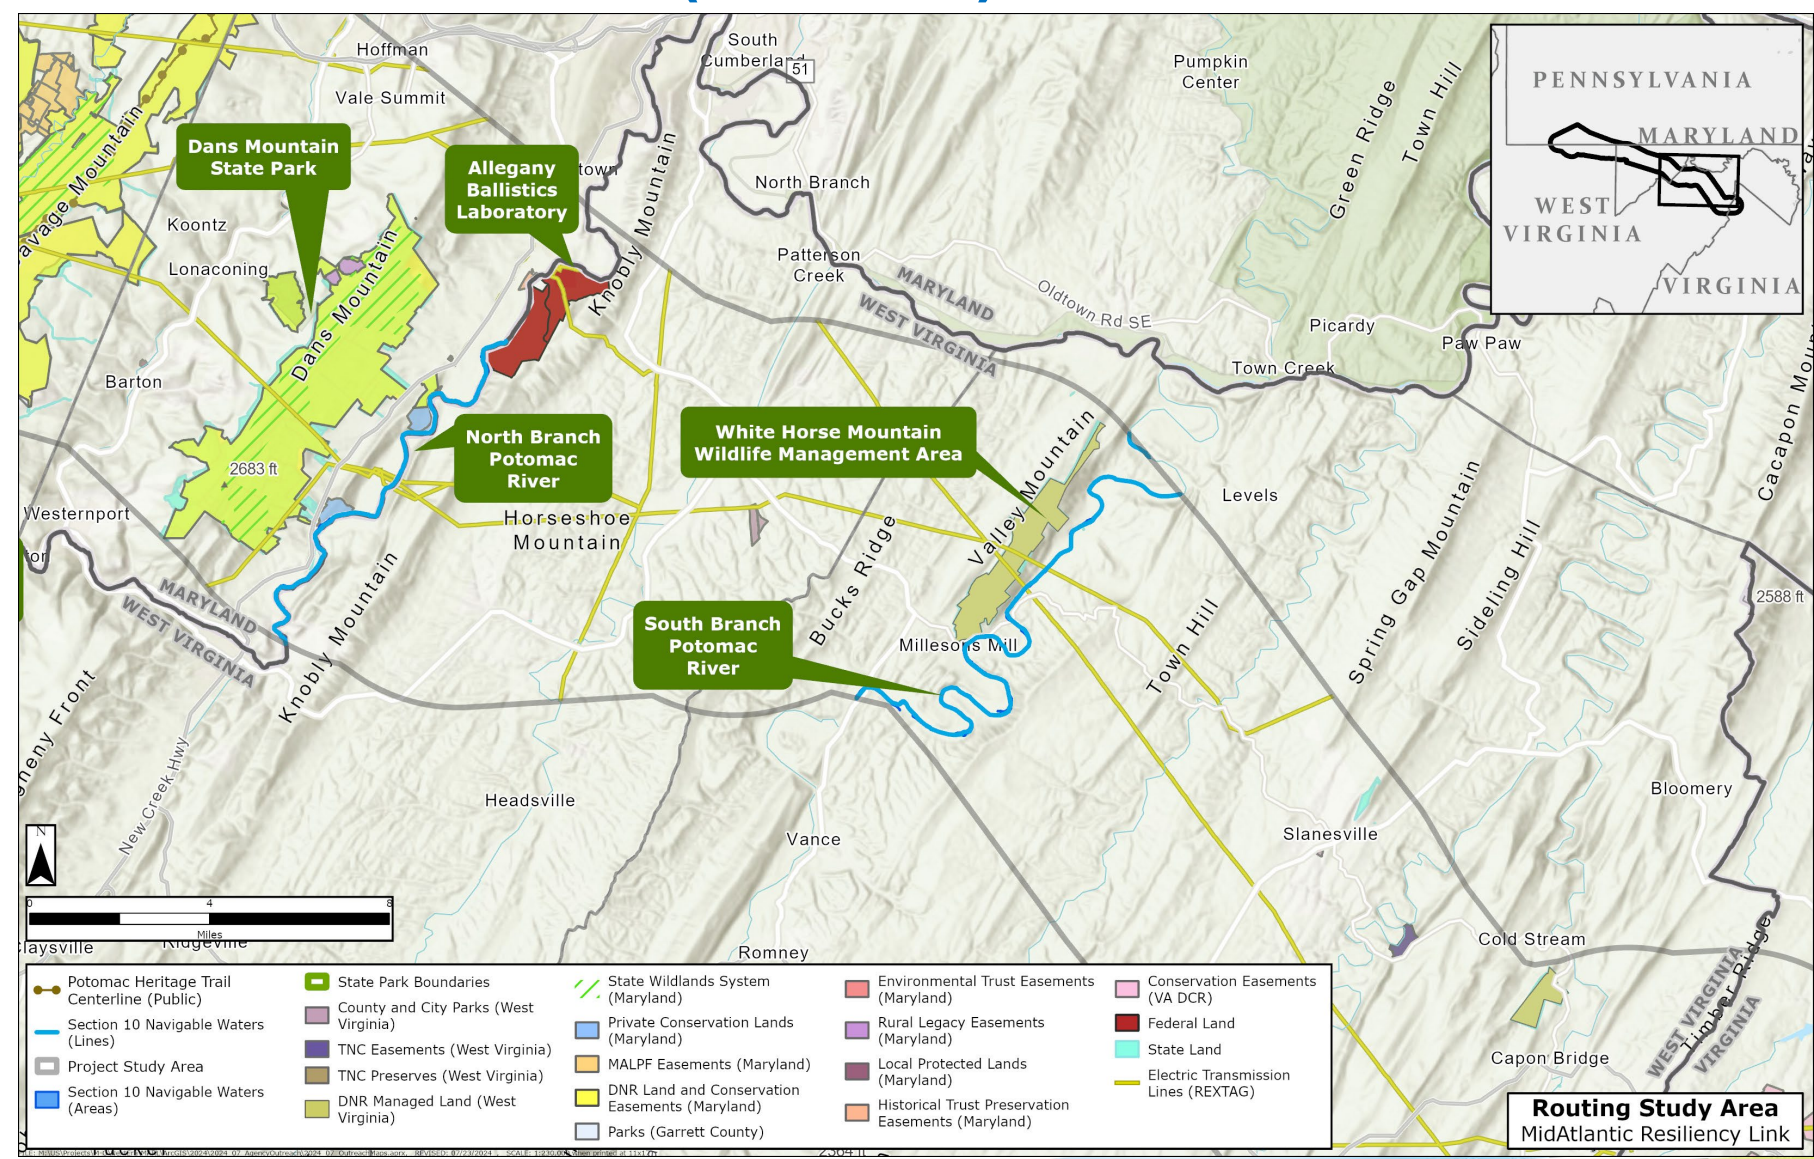 South
Cumberland
51
Hoffman
Vale Summit
Pumpkin
Center
Green Ridge
Town Hill
PENNSYLVANIA
MARYLAND
WEST
VIRGINIA
VIRGINIA
Dans Mountain
State Park
Allegany
Ballistics
Laboratory
town
Knobly Mountain
North Branch
Savage Mountain
Koontz
Lonaconing
Dans Mountain
Patterson
Creek
MARYLAND
WEST VIRGINIA
Oldtown Rd SE
Picardy
Paw Paw
Town Creek
Barton
Cacapon Moun
White Horse Mountain
Wildlife Management Area
North Branch
Potomac
River
2683 ft
Westernport
Horseshoe
Mountain
Valley Mountain
Levels
Bucks Ridge
Spring Gap Mountain
Sideling Hill
2588 ft
MARYLAND
WEST VIRGINIA
Knobly Mountain
South Branch
Potomac
River
Millesons Mill
Town Hill
gheny Front
New Creek Hwy
Headsville
Vance
Slanesville
Bloomery
N
0 4 8
Miles
laysville
Ridgeville
Romney
Cold Stream
Timber Ridge
WEST VIRGINIA
VIRGINIA
Capon Bridge
Potomac Heritage Trail
Centerline (Public)
Section 10 Navigable Waters
(Lines)
Project Study Area
Section 10 Navigable Waters
(Areas)
State Park Boundaries
County and City Parks (West
Virginia)
TNC Easements (West Virginia)
TNC Preserves (West Virginia)
DNR Managed Land (West
Virginia)
State Wildlands System
(Maryland)
Private Conservation Lands
(Maryland)
MALPF Easements (Maryland)
DNR Land and Conservation
Easements (Maryland)
Parks (Garrett County)
Environmental Trust Easements
(Maryland)
Rural Legacy Easements
(Maryland)
Local Protected Lands
(Maryland)
Historical Trust Preservation
Easements (Maryland)
Conservation Easements
(VA DCR)
Federal Land
State Land
Electric Transmission
Lines (REXTAG)
Routing Study Area
MidAtlantic Resiliency Link